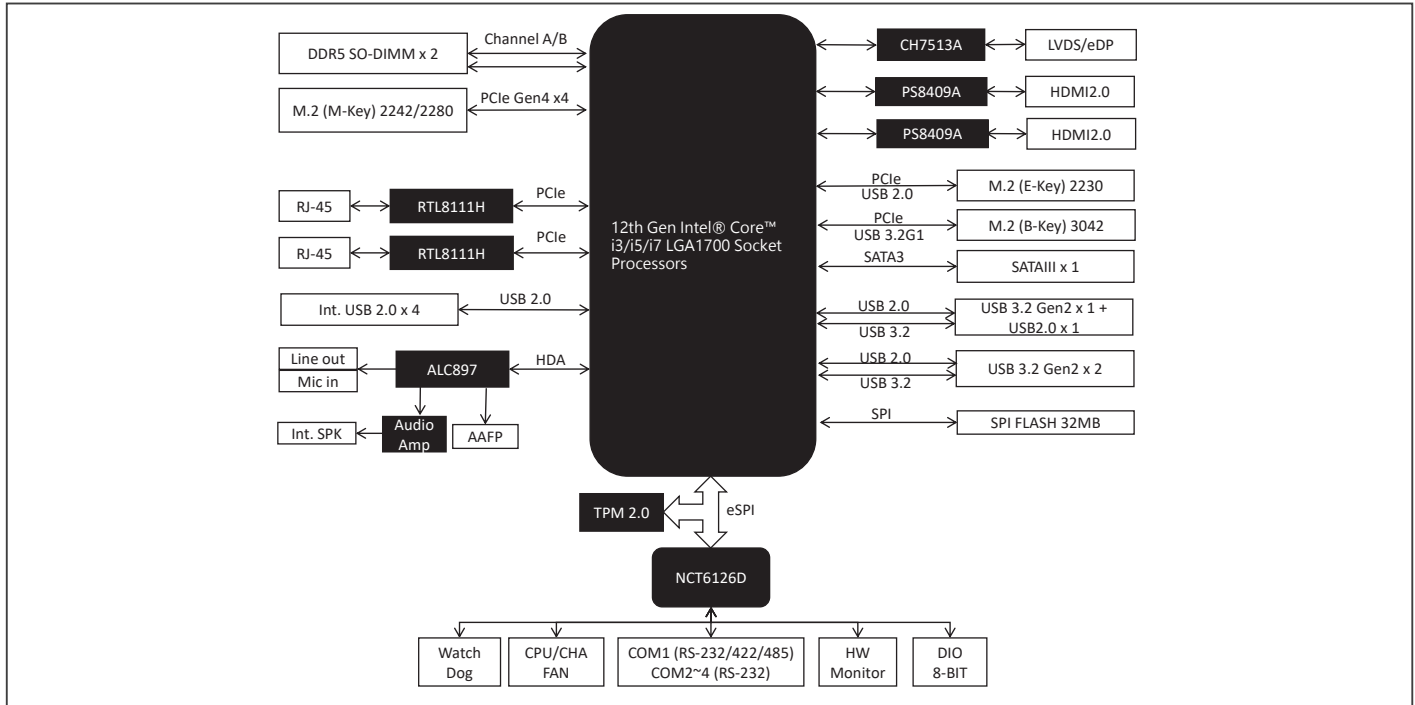 DDR5 SO-DIMM x 2
Channel A/B
M.2 (M-Key) 2242/2280
PCIe Gen4 x4
RJ-45
RTL8111H
PCIe
RJ-45
RTL8111H
PCIe
Int. USB 2.0 x 4
USB 2.0
Line out
Mic in
ALC897
HDA
Int. SPK
Audio
Amp
AAFP
12th Gen Intel® Core™
i3/i5/i7 LGA1700 Socket
Processors
CH7513A
LVDS/eDP
PS8409A
HDMI2.0
PS8409A
HDMI2.0
PCIe
USB 2.0
M.2 (E-Key) 2230
PCIe
USB 3.2G1
M.2 (B-Key) 3042
SATA3
SATAIII x 1
USB 2.0
USB 3.2
USB 3.2 Gen2 x 1 +
USB2.0 x 1
USB 2.0
USB 3.2
USB 3.2 Gen2 x 2
SPI
SPI FLASH 32MB
TPM 2.0
eSPI
NCT6126D
Watch
Dog
CPU/CHA
FAN
COM1 (RS-232/422/485)
COM2~4 (RS-232)
HW
Monitor
DIO
8-BIT